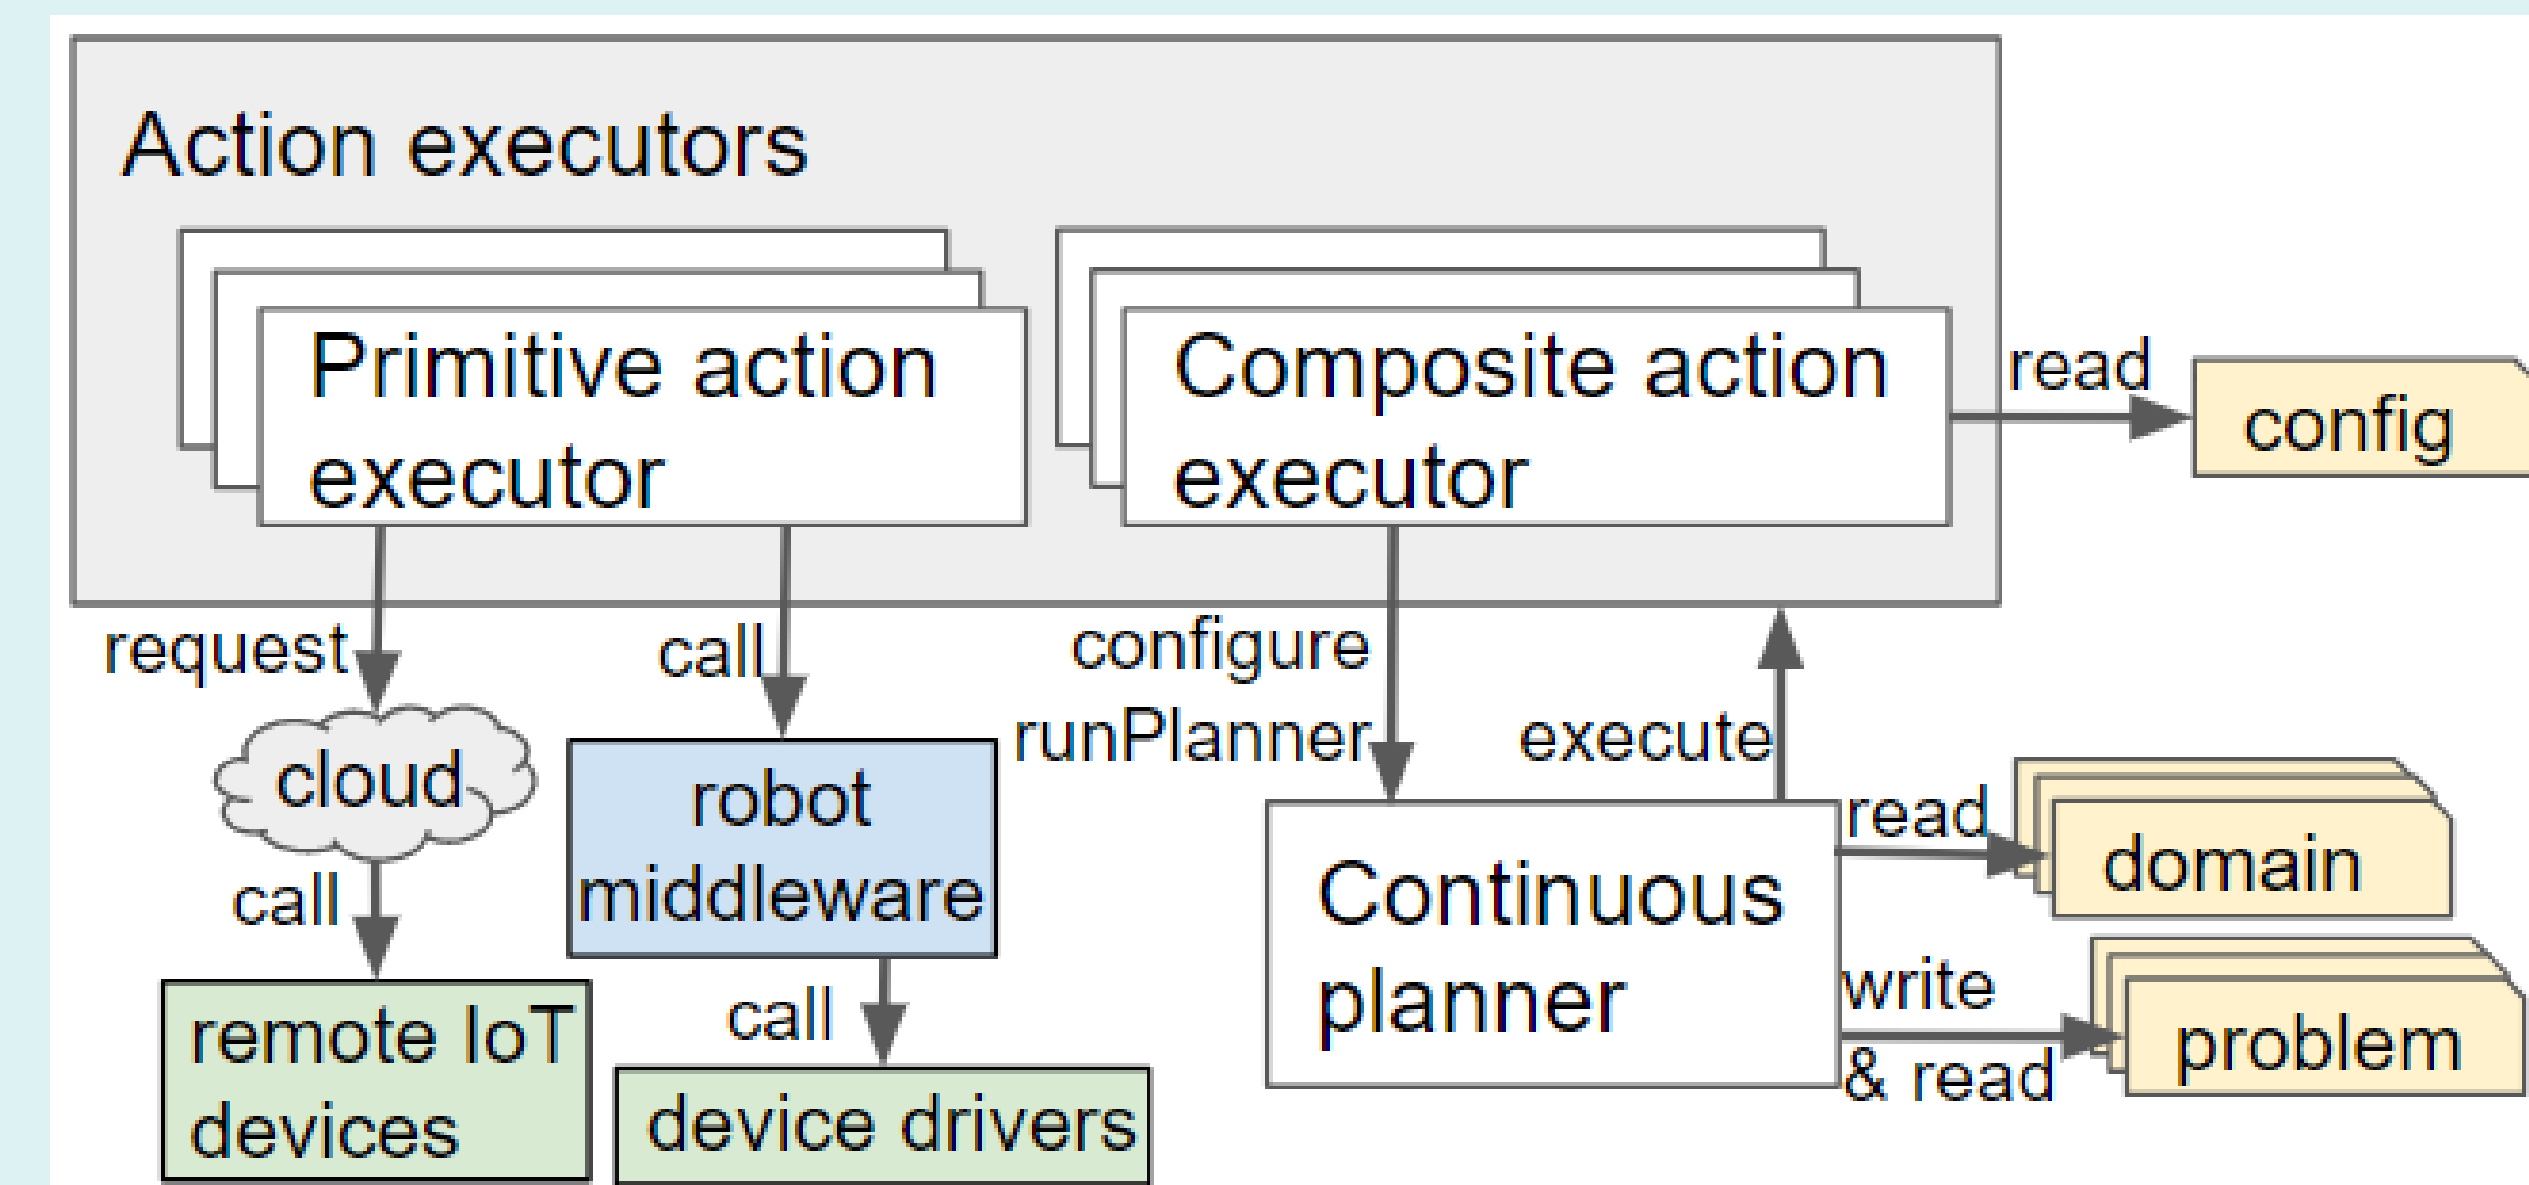 Action executors
Primitive action
executor
Composite action
executor
read
config
request
call
configure
runPlanner
execute
cloud
robot
middleware
read
domain
call
Continuous
planner
write
& read
problem
remote IoT
devices
call
device drivers